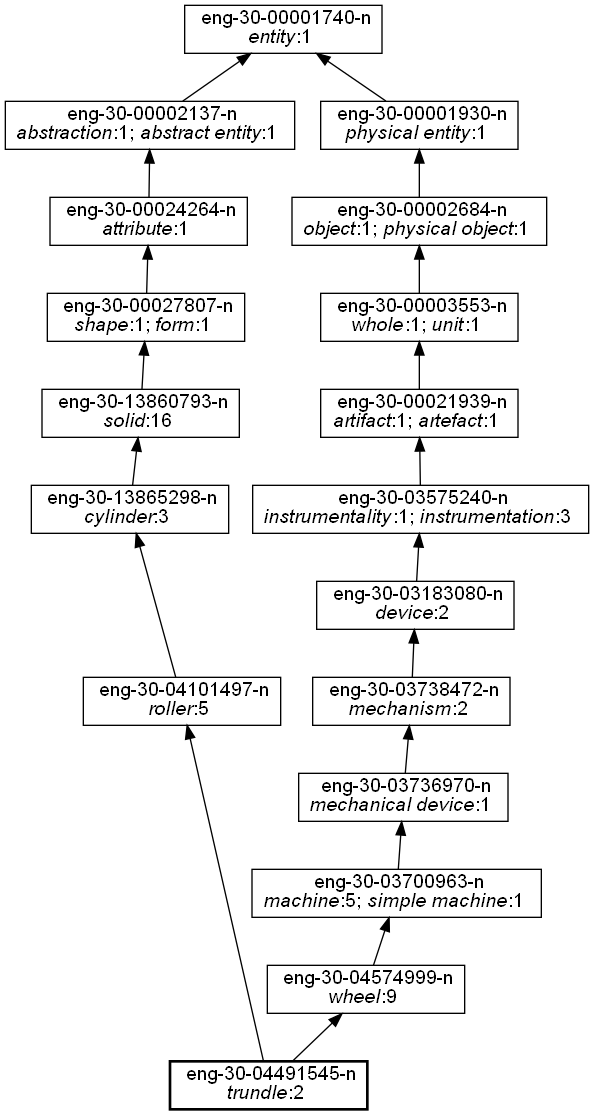 eng-30-00001740-n
entity:1
eng-30-00002137-n
abstraction:1; abstract entity:1
eng-30-00001930-n
physical entity:1
eng-30-00024264-n
attribute:1
eng-30-00002684-n
object:1; physical object:1
eng-30-00027807-n
shape:1; form:1
eng-30-00003553-n
whole:1; unit:1
eng-30-13860793-n
solid:16
eng-30-00021939-n
artifact:1; artefact:1
eng-30-13865298-n
cylinder:3
eng-30-03575240-n
instrumentality:1; instrumentation:3
eng-30-03183080-n
device:2
eng-30-04101497-n
roller:5
eng-30-03738472-n
mechanism:2
eng-30-03736970-n
mechanical device:1
eng-30-03700963-n
machine:5; simple machine:1
eng-30-04574999-n
wheel:9
eng-30-04491545-n
trundle:2